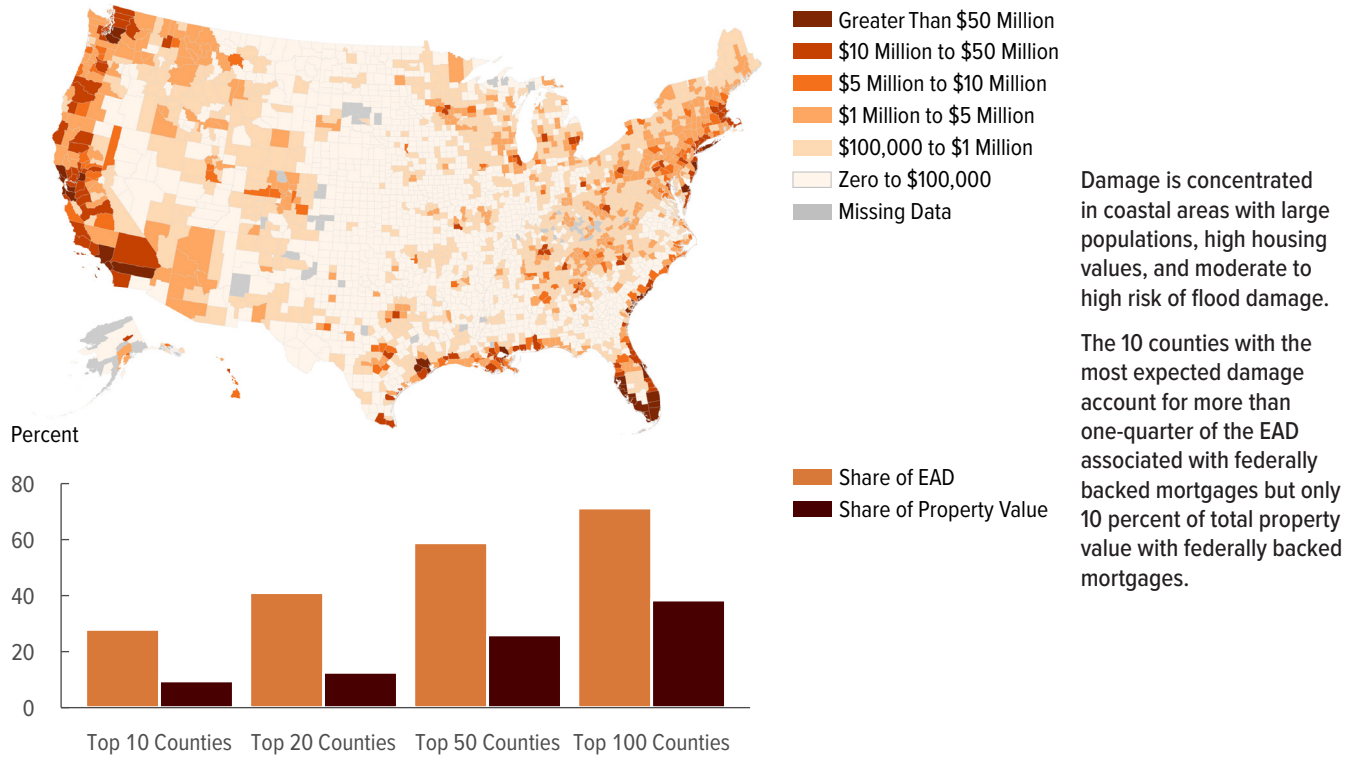 Greater Than $50 Million
$10 Million to $50 Million
$5 Million to $10 Million
$1 Million to $5 Million
$100,000 to $1 Million
Zero to $100,000
Missing Data
Damage is concentrated
in coastal areas with large
populations, high housing
values, and moderate to
high risk of flood damage.
The 10 counties with the
most expected damage
account for more than
one-quarter of the EAD
associated with federally
backed mortgages but only
10 percent of total property
value with federally backed
mortgages.
Percent
80
60
40
20
0
Top 10 Counties
Top 20 Counties
Top 50 Counties
Top 100 Counties
Share of EAD
Share of Property Value